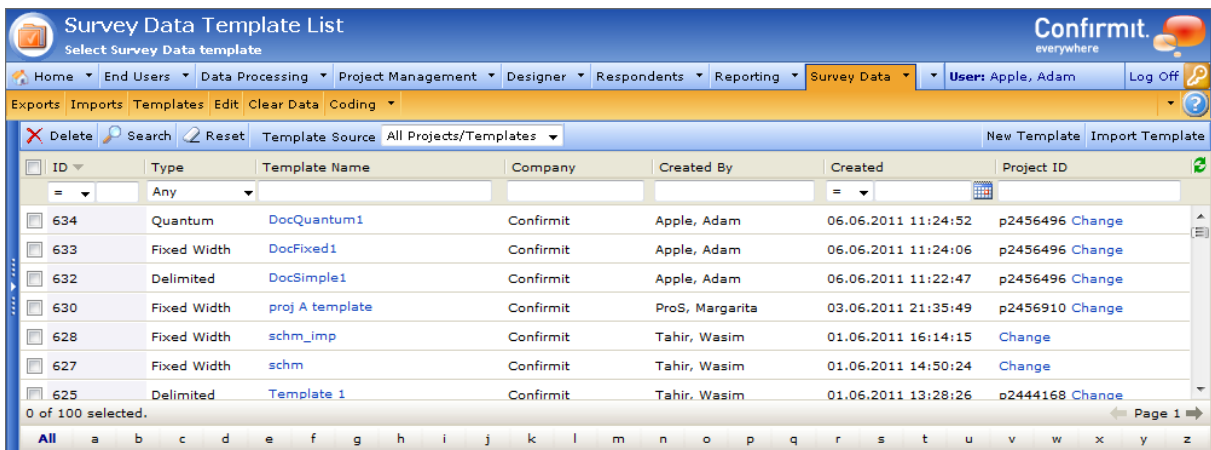 Survey Data Template List
Select Survey Data template
Confirmit.
everywhere
Home End Users Data Processing Project Management Designer Respondents Reporting Survey Data User: Apple, Adam Log Off
Exports Imports Templates Edit Clear Data Coding ?
Delete Search Reset Template Source All Projects/Templates New Template Import Template
ID Type Template Name Company Created By Created Project ID
= Any =
634 Quantum DocQuantum1 Confirmit Apple, Adam 06.06.2011 11:24:52 p2456496 Change
633 Fixed Width DocFixed1 Confirmit Apple, Adam 06.06.2011 11:24:06 p2456496 Change
632 Delimited DocSimple1 Confirmit Apple, Adam 06.06.2011 11:22:47 p2456496 Change
630 Fixed Width proj A template Confirmit ProS, Margarita 03.06.2011 21:35:49 p2456910 Change
628 Fixed Width schm_imp Confirmit Tahir, Wasim 01.06.2011 16:14:15 Change
627 Fixed Width schm Confirmit Tahir, Wasim 01.06.2011 14:50:24 Change
625 Delimited Template 1 Confirmit Tahir, Wasim 01.06.2011 13:28:26 p2444168 Change
0 of 100 selected. Page 1
All a b c d e f g h i j k l m n o p q r s t u v w x y z